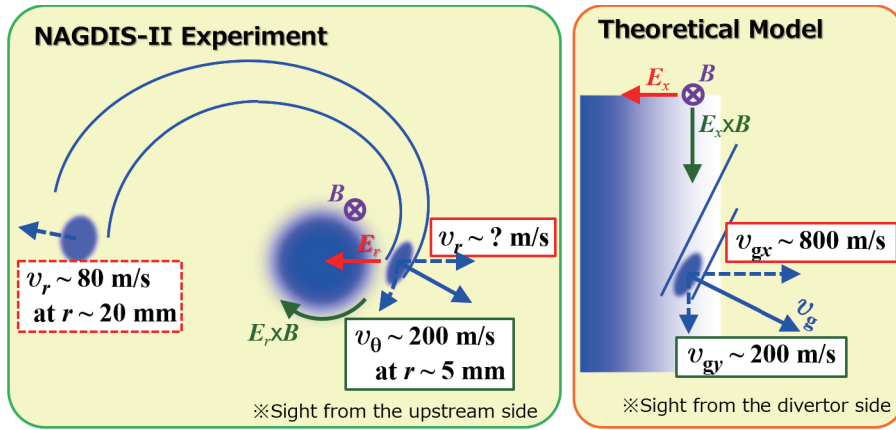 NAGDIS-II Experiment
B
E_r
v_r ~ ? m/s
v_r ~ 80 m/s
at r ~ 20 mm
E_r×B
v_θ ~ 200 m/s
at r ~ 5 mm
※Sight from the upstream side
Theoretical Model
E_x
B
E_x×B
v_gx ~ 800 m/s
v_g
v_gy ~ 200 m/s
※Sight from the divertor side